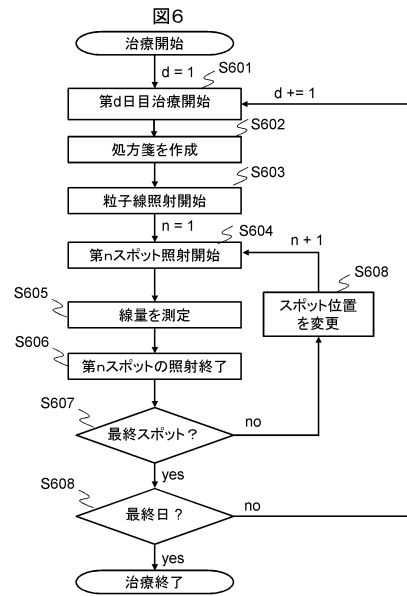 図6
治療開始
d = 1
S601
第d日目治療開始
d += 1
S602
処方箋を作成
S603
粒子線照射開始
n = 1
S604
第nスポット照射開始
n + 1
S608
スポット位置
を変更
S605
線量を測定
S606
第nスポットの照射終了
S607
最終スポット？
no
yes
S608
最終日？
no
yes
治療終了